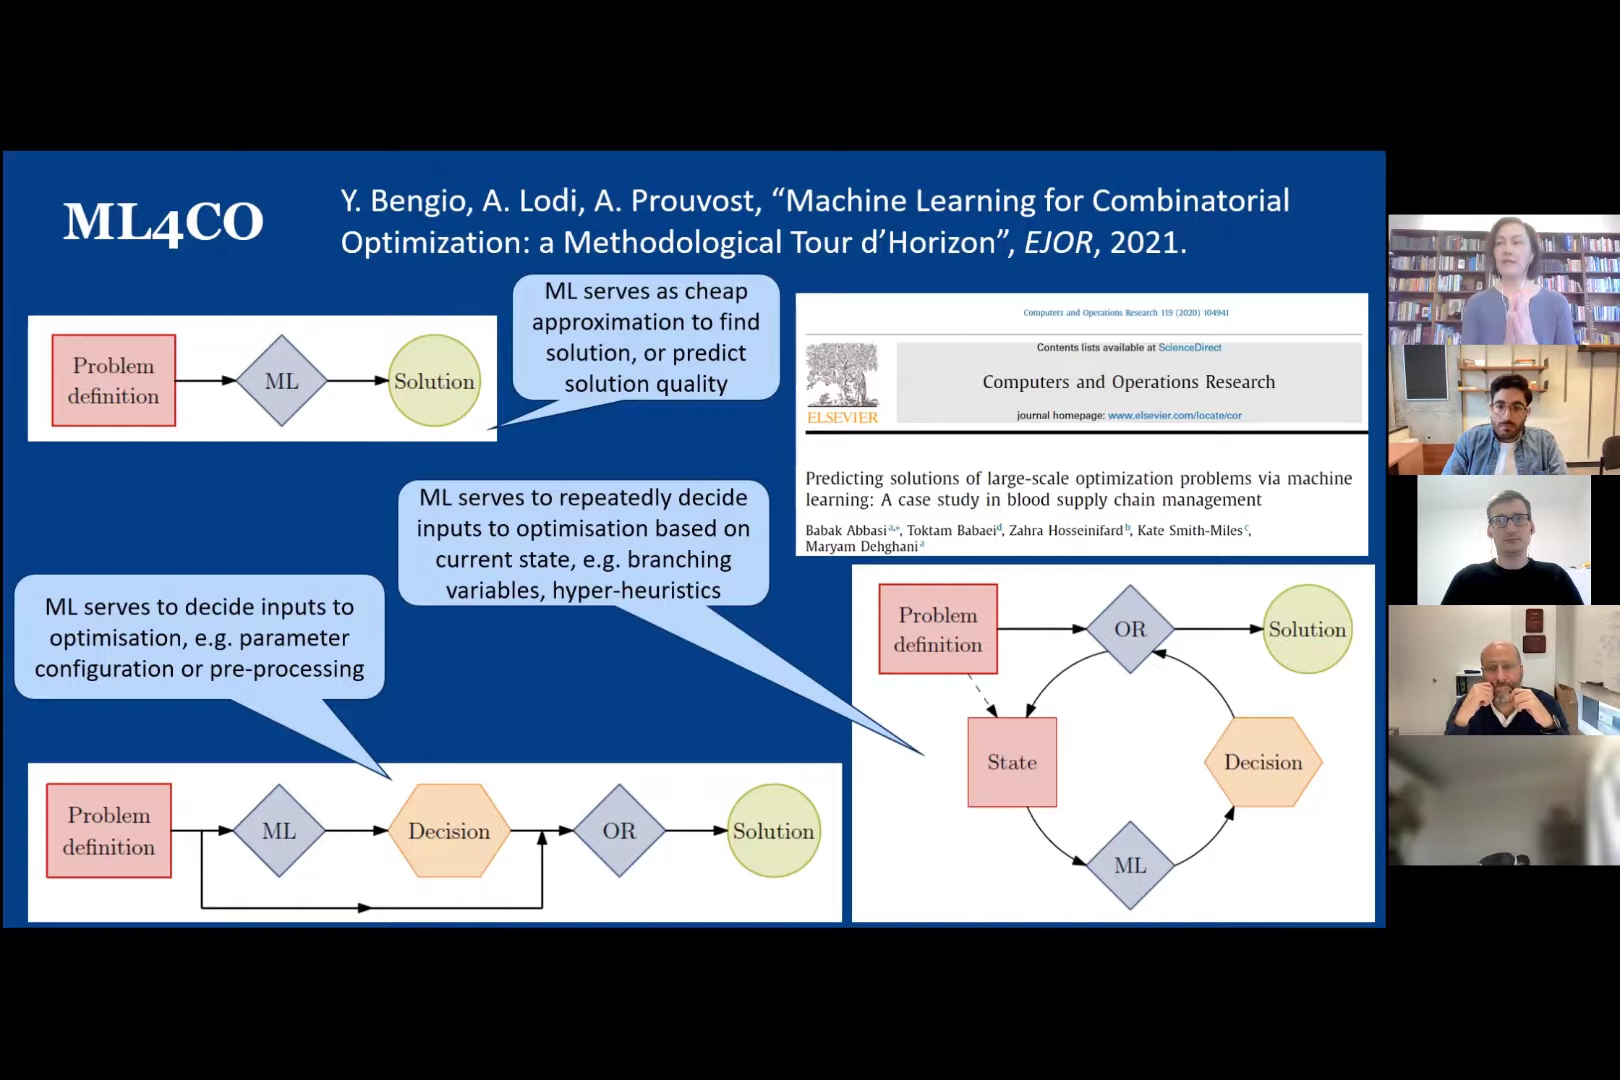 ML4CO
Y. Bengio, A. Lodi, A. Prouvost, “Machine Learning for Combinatorial
Optimization: a Methodological Tour d’Horizon”, EJOR, 2021.
ML serves as cheap
approximation to find
solution, or predict
solution quality
Problem
definition
ML
Solution
Computers and Operations Research 119 (2020) 104941
Contents lists available at ScienceDirect
Computers and Operations Research
journal homepage: www.elsevier.com/locate/cor
ELSEVIER
Predicting solutions of large-scale optimization problems via machine
learning: A case study in blood supply chain management
Babak Abbasi a,*, Toktam Babaei d, Zahra Hosseinifard b, Kate Smith-Miles c,
Maryam Dehghani a
ML serves to repeatedly decide
inputs to optimisation based on
current state, e.g. branching
variables, hyper-heuristics
ML serves to decide inputs to
optimisation, e.g. parameter
configuration or pre-processing
Problem
definition
OR
Solution
State
Decision
ML
Problem
definition
ML
Decision
OR
Solution